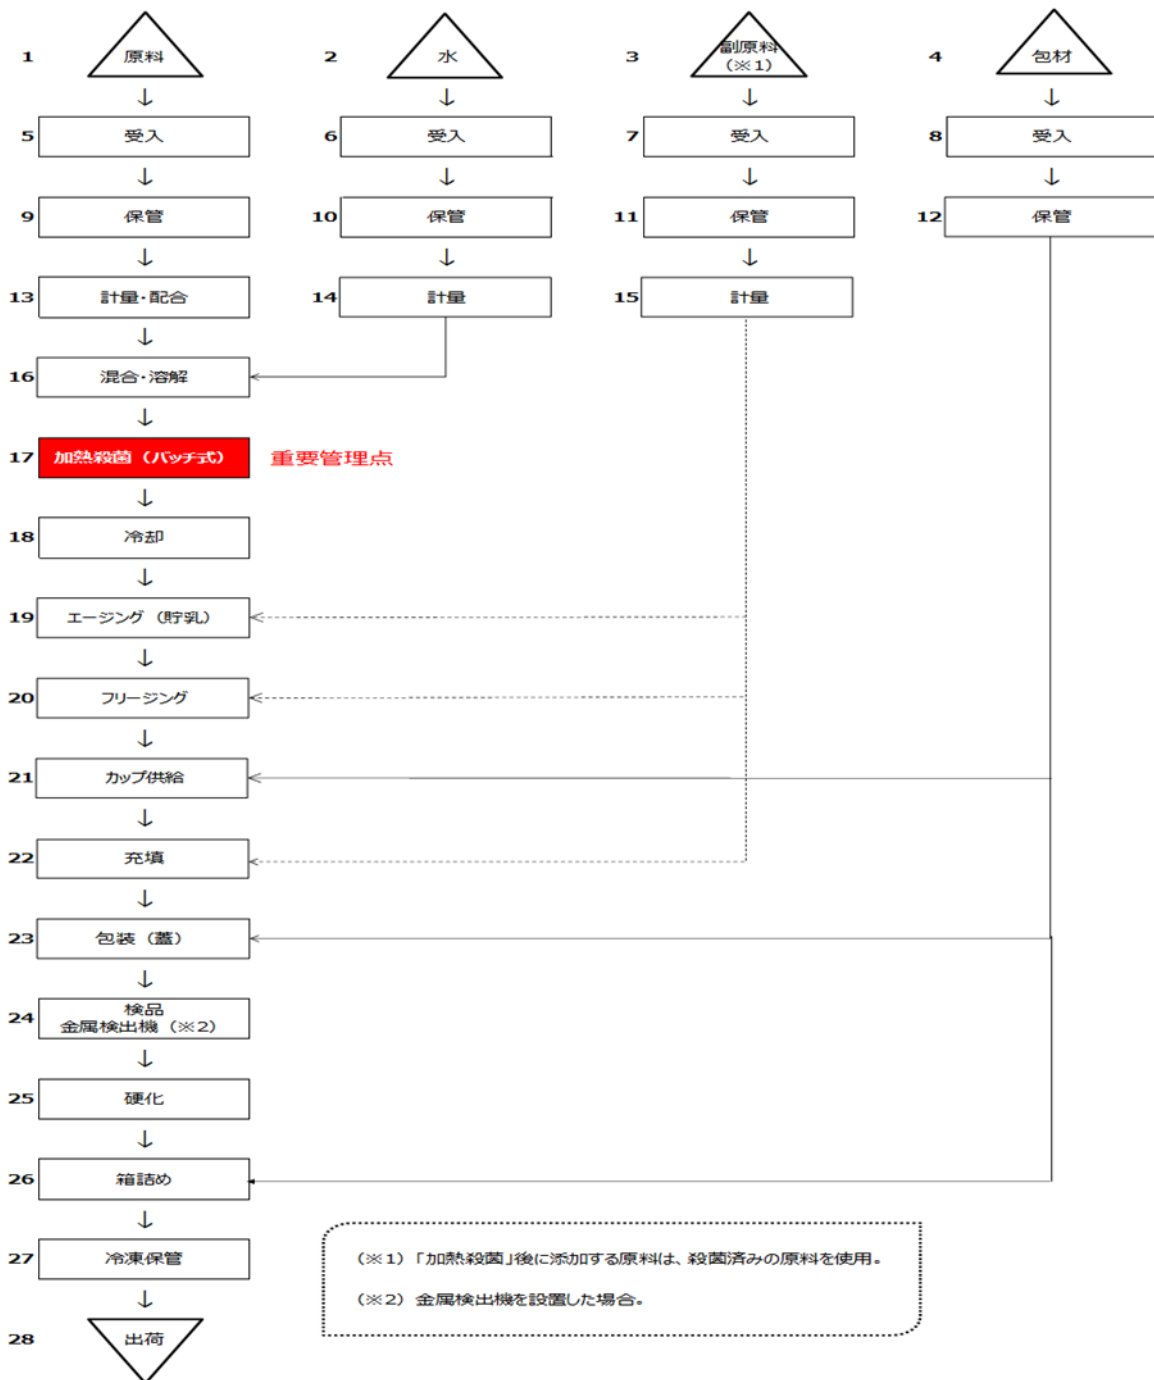 1 原料 2 水 3 副原料 4 包材
(※1)
↓ ↓ ↓ ↓
5 受入 6 受入 7 受入 8 受入
↓ ↓ ↓ ↓
9 保管 10 保管 11 保管 12 保管
↓ ↓ ↓
13 計量・配合 14 計量 15 計量
↓
16 混合・溶解
↓
17 加熱殺菌（バッチ式） 重要管理点
↓
18 冷却
↓
19 エージング（貯乳）
↓
20 フリージング
↓
21 カップ供給
↓
22 充填
↓
23 包装（蓋）
↓
24 検品
金属検出機（※2）
↓
25 硬化
↓
26 箱詰め
↓
27 冷凍保管
↓
28 出荷
（※1）「加熱殺菌」後に添加する原料は、殺菌済みの原料を使用。
（※2）金属検出機を設置した場合。